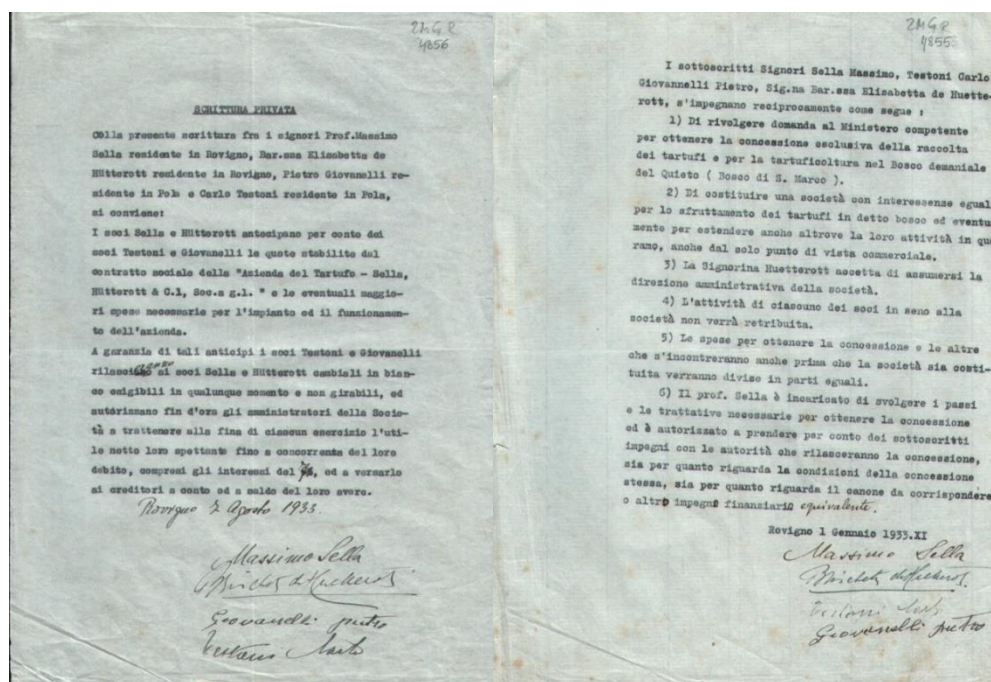 2MGR
4856
SCRITTURA PRIVATA
Colla presente scrittura fra i signori Prof.Massimo
Sella residente in Rovigno, Bar.ssa Elisabetta de
Hütterott residente in Rovigno, Pietro Giovanelli re-
sidente in Pola e Carlo Testoni residente in Pola,
si conviene:
I soci Sella e Hütterott antecipano per conto dei
soci Testoni e Giovanelli le quote stabilite dal
contratto sociale della "Azienda del Tartufo - Sella,
Hütterott & C.i, Soc.a g.l. " e le eventuali maggio-
ri spese necessarie per l'impianto ed il funzionamen-
to dell'azienda.
A garanzia di tali anticipi i soci Testoni e Giovanelli
rilasciano ai soci Sella e Hütterott cambiali in bian-
co esigibili in qualunque momento e non girabili, ed
autorizzano fin d'ora gli amministratori della Socie-
tà a trattenere alla fine di ciascun esercizio l'uti-
le netto loro spettante fino a concorrenza del loro
debito, compresi gli interessi del , ed a versarlo
ai creditori a conto od a saldo del loro avere.
Rovigno 2 Agosto 1933.
Massimo Sella
Giovanelli pietro
Testoni Carlo
2MGR
4855
I sottoscritti Signori Sella Massimo, Testoni Carlo
Giovannelli Pietro, Sig.na Bar.ssa Elisabetta de Huette-
rott, s'impegnano reciprocamente come segue :
1) Di rivolgere domanda al Ministero competente
per ottenere la concessione esclusiva della raccolta
dei tartufi e per la tartuficoltura nel Bosco demaniale
del Quieto ( Bosco di S. Marco ).
2) Di costituire una società con interessenze egual
per lo sfruttamento dei tartufi in detto bosco ed eventu
mente per estendere anche altrove la loro attività in que
ramo, anche dal solo punto di vista commerciale.
3) La Signorina Huetterott accetta di assumersi la
direzione amministrativa della società.
4) L'attività di ciascuno dei soci in seno alla
società non verrà retribuita.
5) Le spese per ottenere la concessione e le altre
che s'incontreranno anche prima che la società sia costi-
tuita verranno divise in parti eguali.
6) Il prof. Sella è incaricato di svolgere i passi
e le trattative necessarie per ottenere la concessione
ed è autorizzato a prendere per conto dei sottoscritti
impegni con le autorità che rilasceranno la concessione,
sia per quanto riguarda la condizioni della concessione
stessa, sia per quanto riguarda il canone da corrispondere
o altro impegno finanziario equivalente.
Rovigno 1 Gennaio 1933.XI
Massimo Sella
Testoni Carlo
Giovanelli pietro